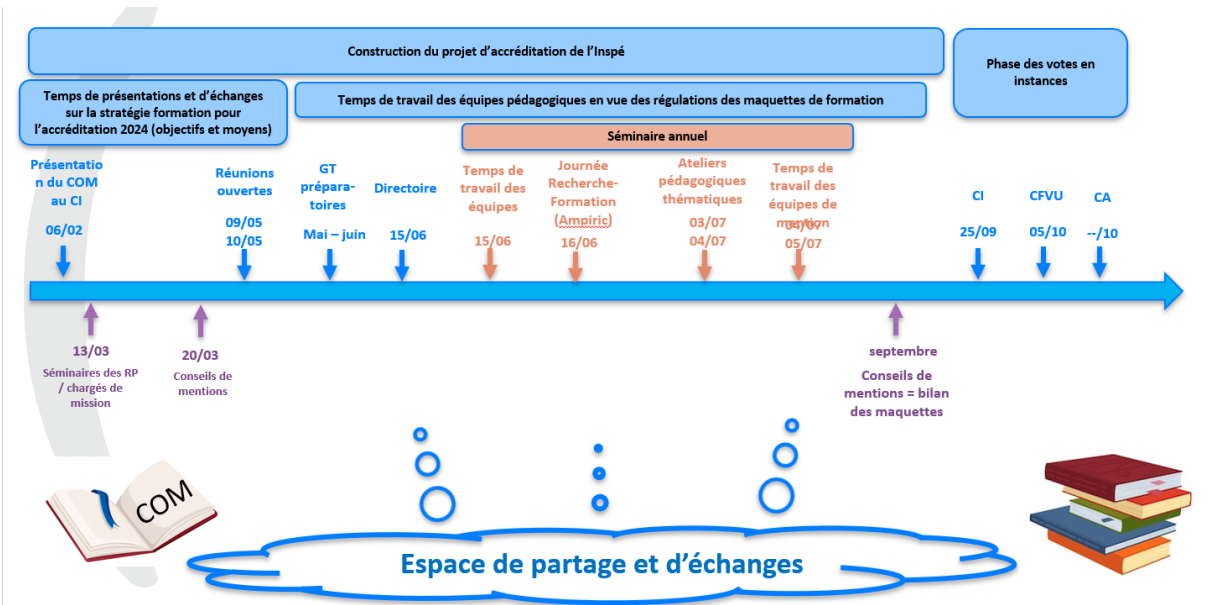 Construction du projet d'accréditation de l'Inspé
Phase des votes en
instances
Temps de présentations et d'échanges
sur la stratégie formation pour
l'accréditation 2024 (objectifs et moyens)
Temps de travail des équipes pédagogiques en vue des régulations des maquettes de formation
Séminaire annuel
Présentatio
n du COM
au CI
06/02
Réunions
ouvertes
09/05
10/05
GT
prépara-
toires
Mai – juin
Directoire
15/06
Temps de
travail des
équipes
15/06
Journée
Recherche-
Formation
(Ampiric)
16/06
Ateliers
pédagogiques
thématiques
03/07
04/07
Temps de
travail des
équipes de
mention
04/07
05/07
CI
25/09
CFVU
05/10
CA
--/10
13/03
Séminaires des RP
/ chargés de
mission
20/03
Conseils de
mentions
septembre
Conseils de
mentions = bilan
des maquettes
COM
Espace de partage et d'échanges